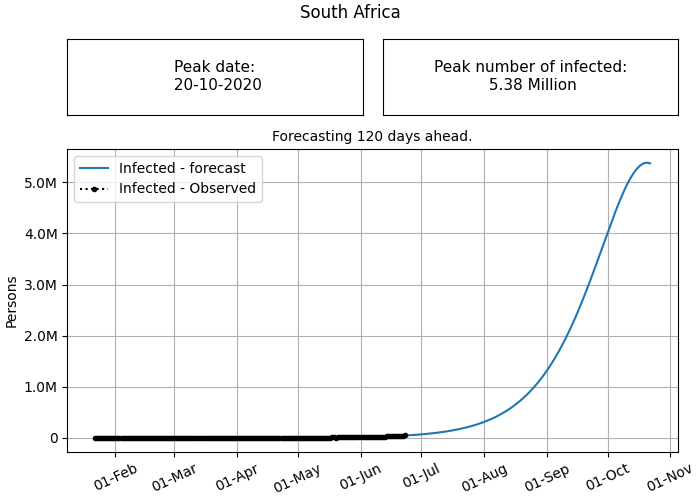 South Africa
Peak date:
20-10-2020
Peak number of infected:
5.38 Million
Forecasting 120 days ahead.
Infected - forecast
Infected - Observed
Persons
5.0M
4.0M
3.0M
2.0M
1.0M
0
01-Feb
01-Mar
01-Apr
01-May
01-Jun
01-Jul
01-Aug
01-Sep
01-Oct
01-Nov